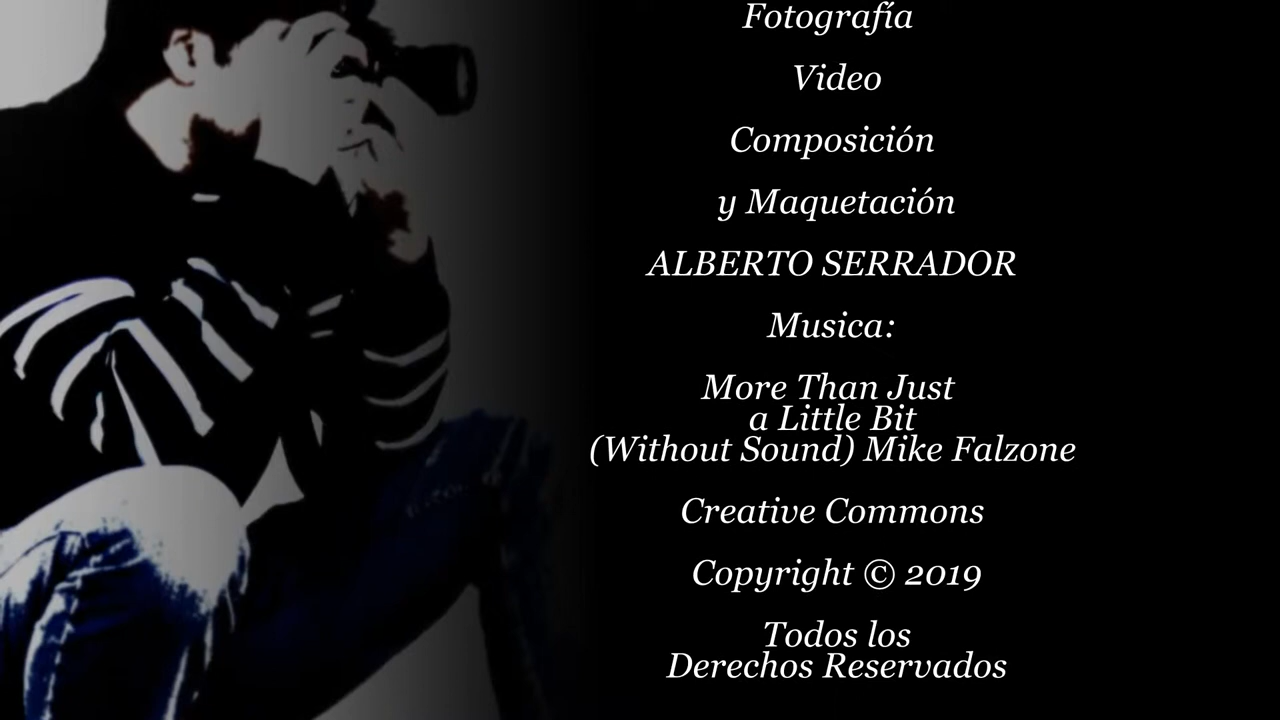 Fotografía
Video
Composición
y Maquetación
ALBERTO SERRADOR
Musica:
More Than Just
a Little Bit
(Without Sound) Mike Falzone
Creative Commons
Copyright © 2019
Todos los
Derechos Reservados